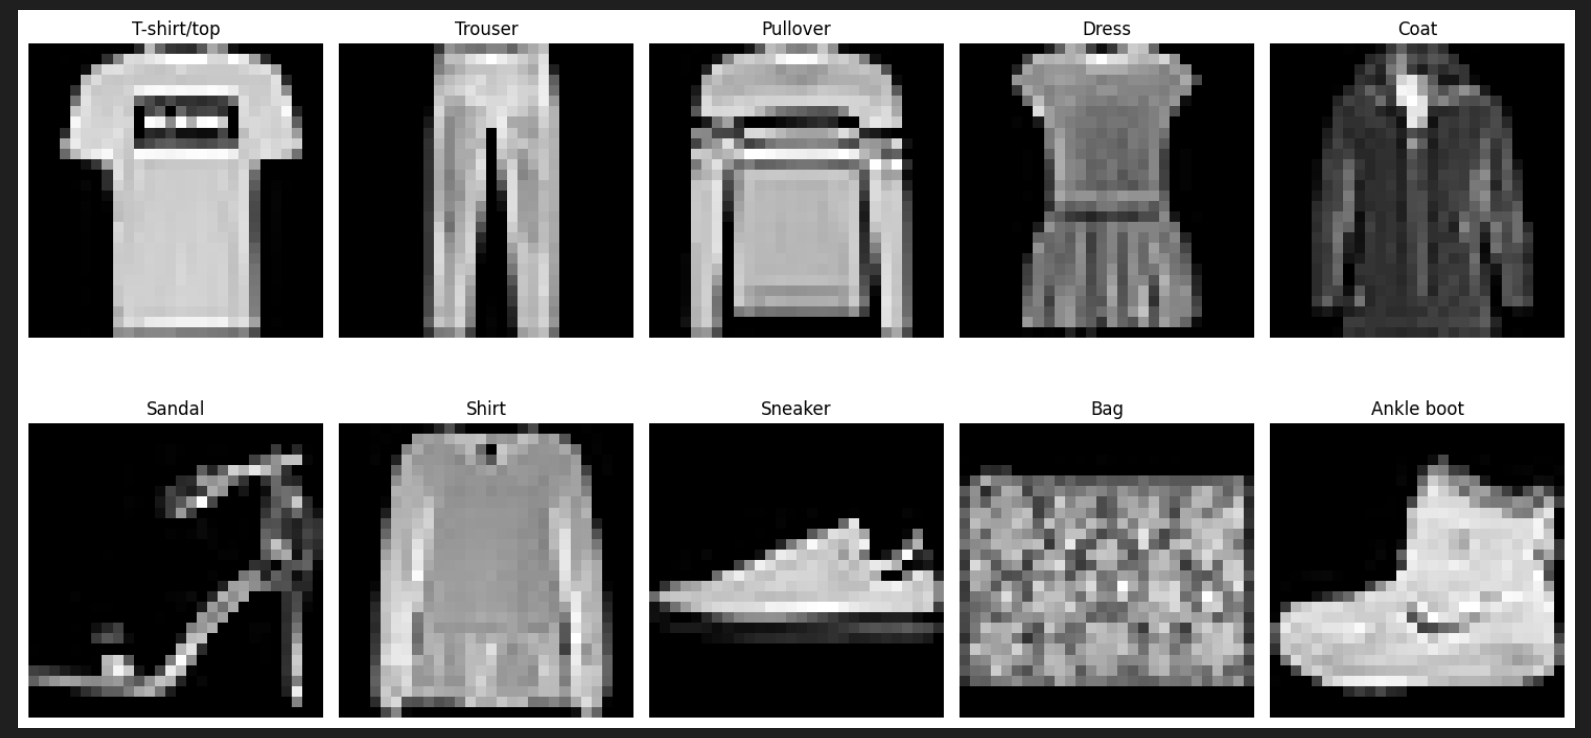 T-shirt/top Trouser Pullover Dress Coat
Sandal Shirt Sneaker Bag Ankle boot